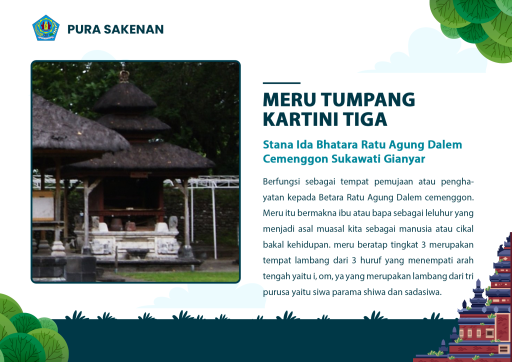 PURA SAKENAN
MERU TUMPANG
KARTINI TIGA
Stana Ida Bhatara Ratu Agung Dalem
Cemenggon Sukawati Gianyar
Berfungsi sebagai tempat pemujaan atau pengha-
yatan kepada Betara Ratu Agung Dalem cemenggon.
Meru itu bermakna ibu atau bapa sebagai leluhur yang
menjadi asal muasal kita sebagai manusia atau cikal
bakal kehidupan. meru beratap tingkat 3 merupakan
tempat lambang dari 3 huruf yang menempati arah
tengah yaitu i, om, ya yang merupakan lambang dari tri
purusa yaitu siwa parama shiwa dan sadasiwa.